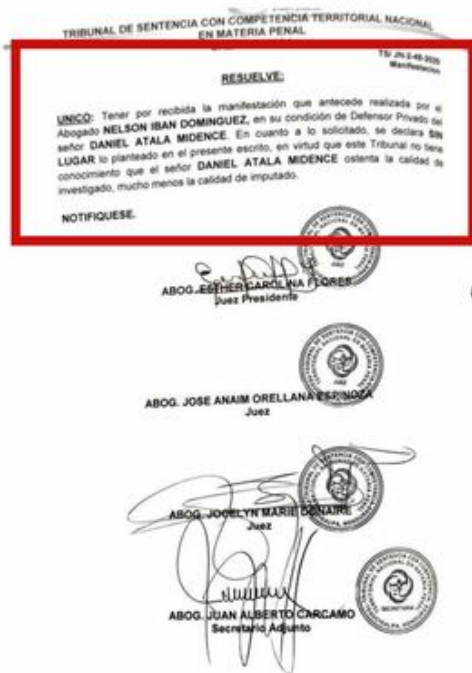 TRIBUNAL DE SENTENCIA CON COMPETENCIA TERRITORIAL NACIONAL
EN MATERIA PENAL
Manifestacion
RESUELVE:
UNICO: Tener por recibida la manifestación que antecede realizada por el
Abogado NELSON IBAN DOMINGUEZ, en su condición de Defensor Privado del
señor DANIEL ATALA MIDENCE. En cuanto a lo solicitado, se declara SIN
LUGAR lo planteado en el presente escrito, en virtud que este Tribunal no tiene
conocimiento que el señor DANIEL ATALA MIDENCE ostenta la calidad de
investigado, mucho menos la calidad de imputado.
NOTIFIQUESE.
ABOG. ESTHER CAROLINA FLORES
Juez Presidente
ABOG. JOSE ANAIM ORELLANA ESPINOZA
Juez
ABOG. JOCELYN MARIE DONAIRE
Juez
ABOG. JUAN ALBERTO CARCAMO
Secretario Adjunto
SECRETARIA